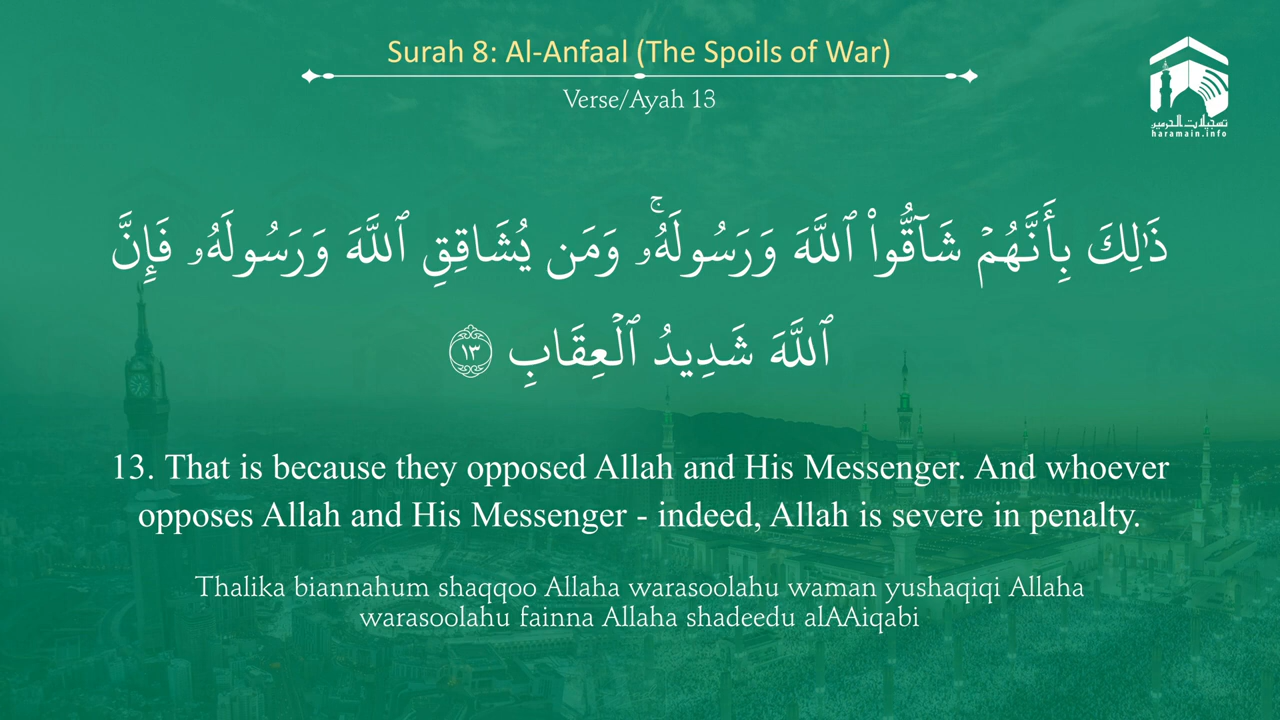 Surah 8: Al-Anfaal (The Spoils of War)
Verse/Ayah 13
تسجيلات الحرمين
haramain.info
ذَٰلِكَ بِأَنَّهُمۡ شَآقُّواْ ٱللَّهَ وَرَسُولَهُۥۚ وَمَن يُشَاقِقِ ٱللَّهَ وَرَسُولَهُۥ فَإِنَّ
ٱللَّهَ شَدِيدُ ٱلۡعِقَابِ ١٣
13. That is because they opposed Allah and His Messenger. And whoever
opposes Allah and His Messenger - indeed, Allah is severe in penalty.
Thalika biannahum shaqqoo Allaha warasoolahu waman yushaqiqi Allaha
warasoolahu fainna Allaha shadeedu alAAiqabi